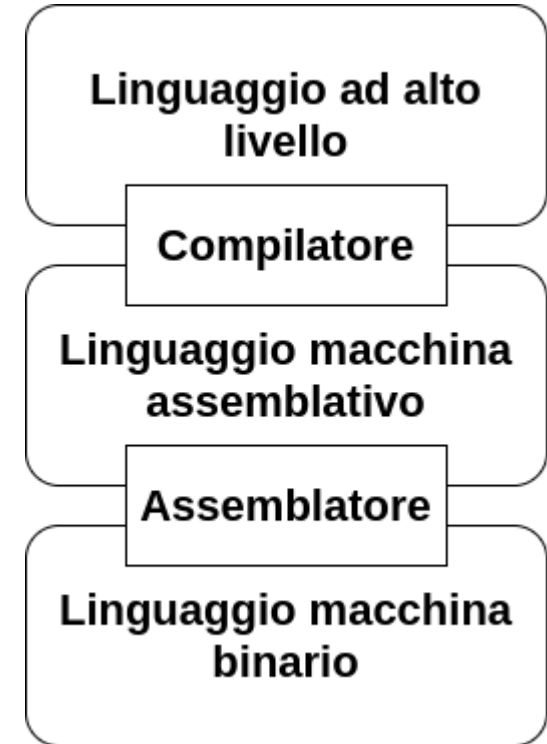 Linguaggio ad alto
livello
Compilatore
Linguaggio macchina
assemblativo
Assemblatore
Linguaggio macchina
binario